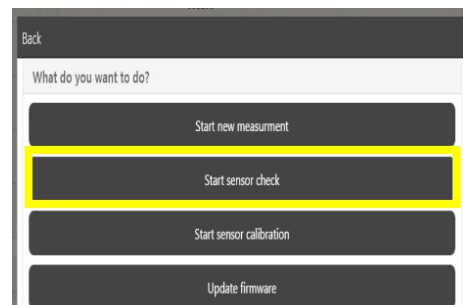 Back
What do you want to do?
Start new measurment
Start sensor check
Start sensor calibration
Update firmware